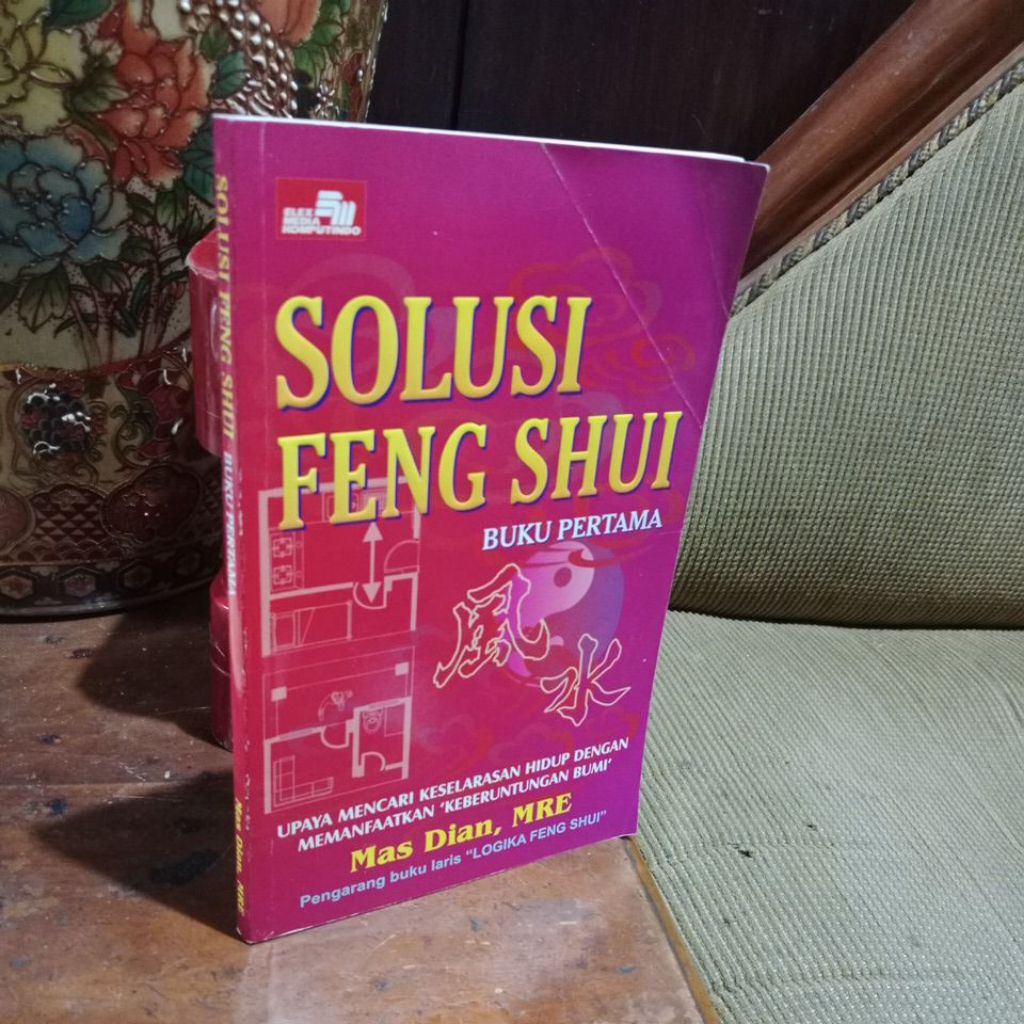 ELEX
MEDIA
KOMPUTINDO
SOLUSI
FENG SHUI
BUKU PERTAMA
風水
UPAYA MENCARI KESELARASAN HIDUP DENGAN
MEMANFAATKAN 'KEBERUNTUNGAN BUMI'
Mas Dian, MRE
Pengarang buku laris "LOGIKA FENG SHUI"
SOLUSI FENG SHUI BUKU PERTAMA
Mas Dian, MRE